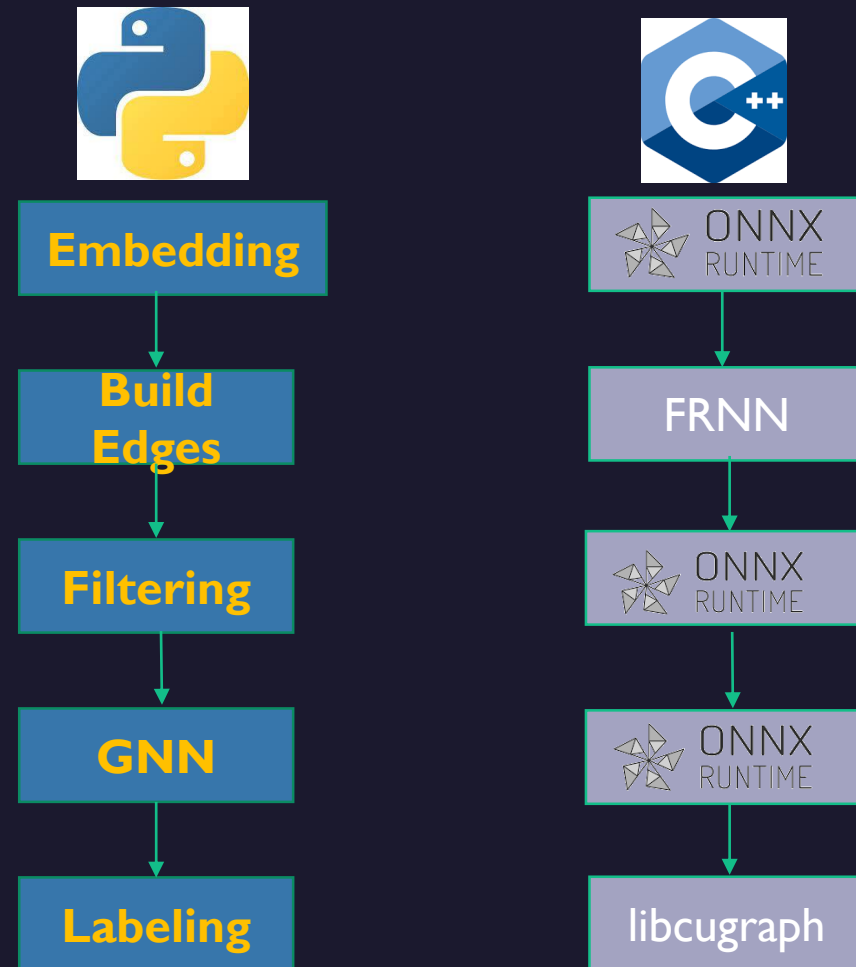 C++
Embedding
Build
Edges
Filtering
GNN
Labeling
ONNX
RUNTIME
FRNN
ONNX
RUNTIME
ONNX
RUNTIME
libcugraph